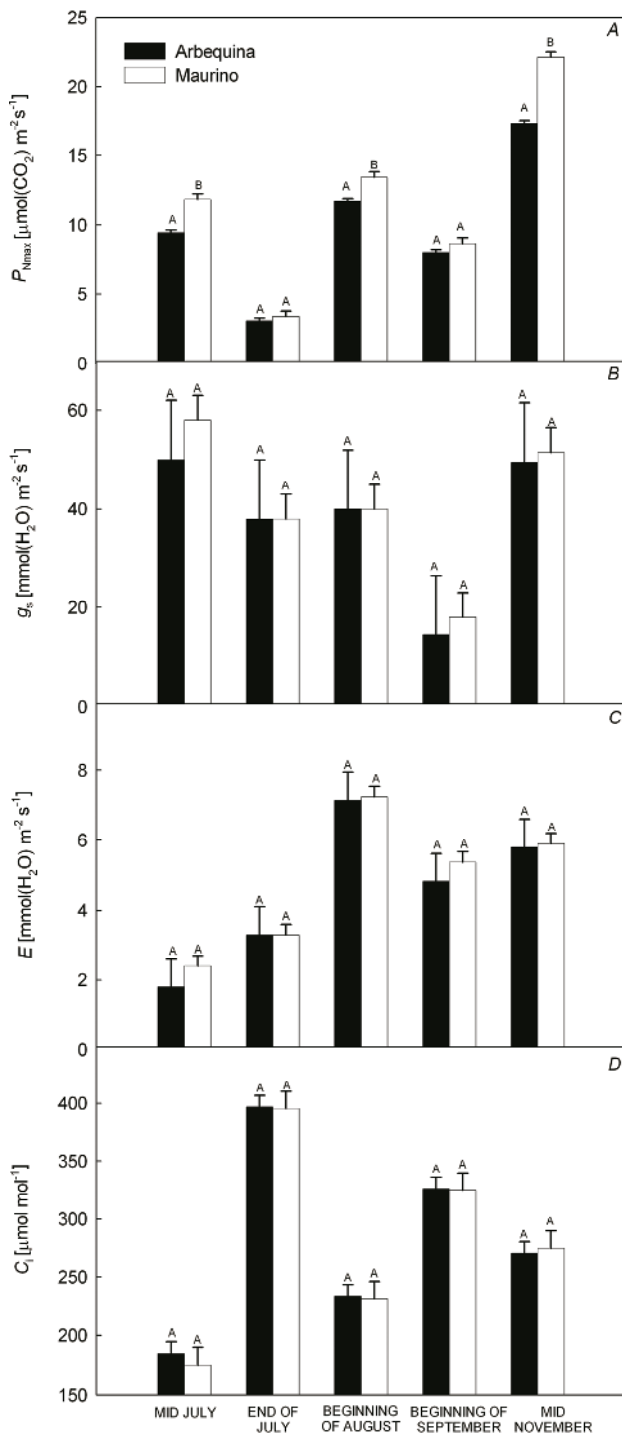 25
A
Arbequina
Maurino
B
20
A
15
B
B
A
A
10
A A
5
A A
0
P_Nmax [μmol(CO₂) m⁻² s⁻¹]
B
60
A A
A A
A A
A A
40
20
A A
0
g_s [mmol(H₂O) m⁻² s⁻¹]
C
8
A A
A A
6
A A
4
A A
2
A A
0
E [mmol(H₂O) m⁻² s⁻¹]
D
400
A A
350
A A
300
A A
250
A A
200
A A
150
C_i [μmol mol⁻¹]
MID JULY
END OF
JULY
BEGINNING
OF AUGUST
BEGINNING OF
SEPTEMBER
MID
NOVEMBER